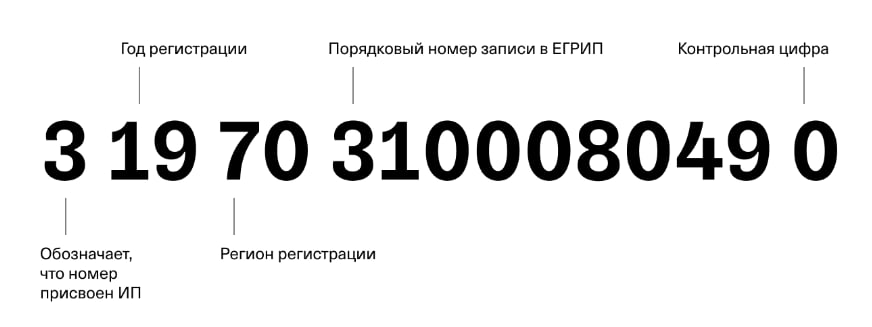 Год регистрации
Порядковый номер записи в ЕГРИП
Контрольная цифра
3 19 70 310008049 0
Обозначает,
что номер
присвоен ИП
Регион регистрации